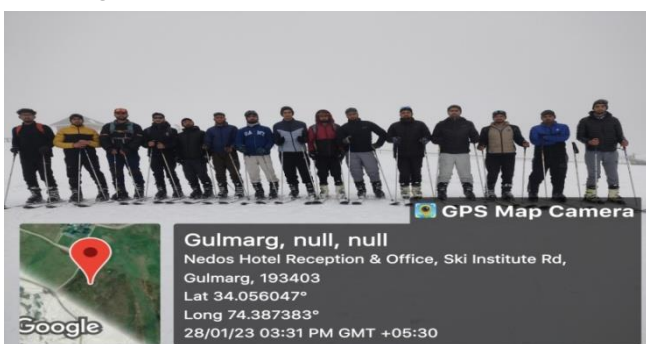 GPS Map Camera
Gulmarg, null, null
Nedos Hotel Reception & Office, Ski Institute Rd,
Gulmarg, 193403
Lat 34.056047°
Long 74.387383°
28/01/23 03:31 PM GMT +05:30
Google